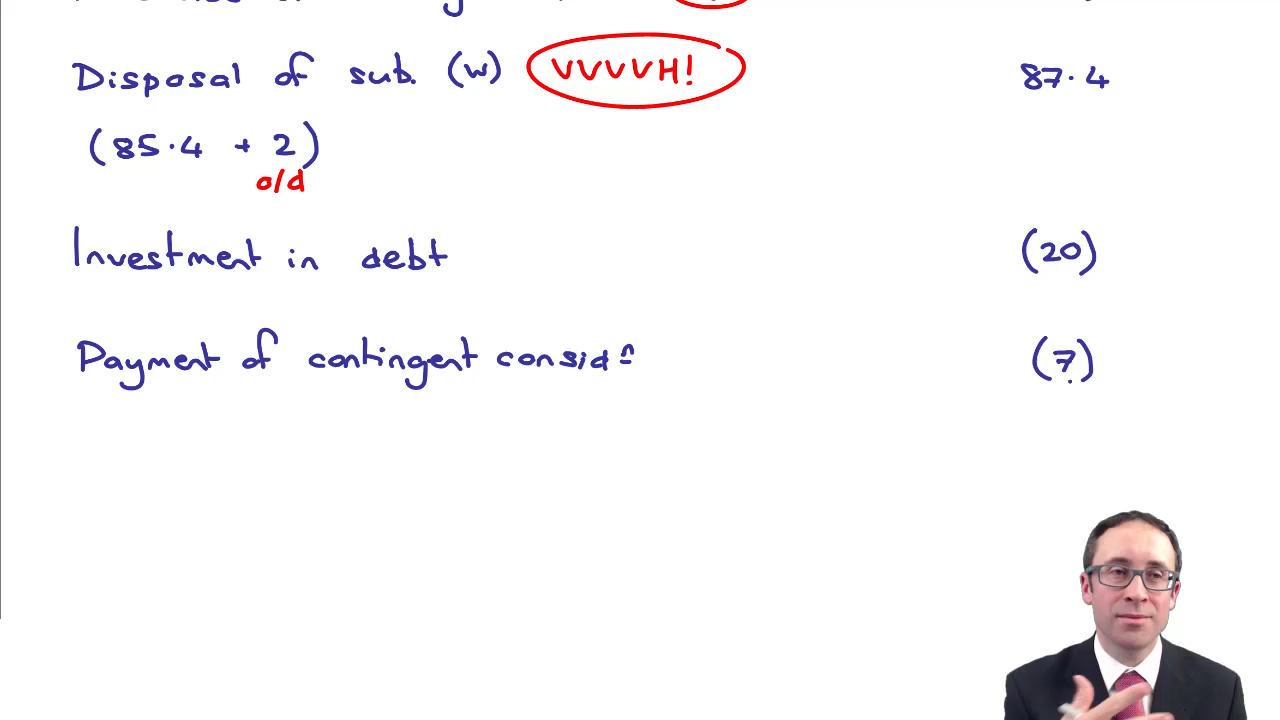 Disposal of sub. (w) VVVVH! 87.4
(85.4 + 2)
o/d
Investment in debt (20)
Payment of contingent consid^n (7)